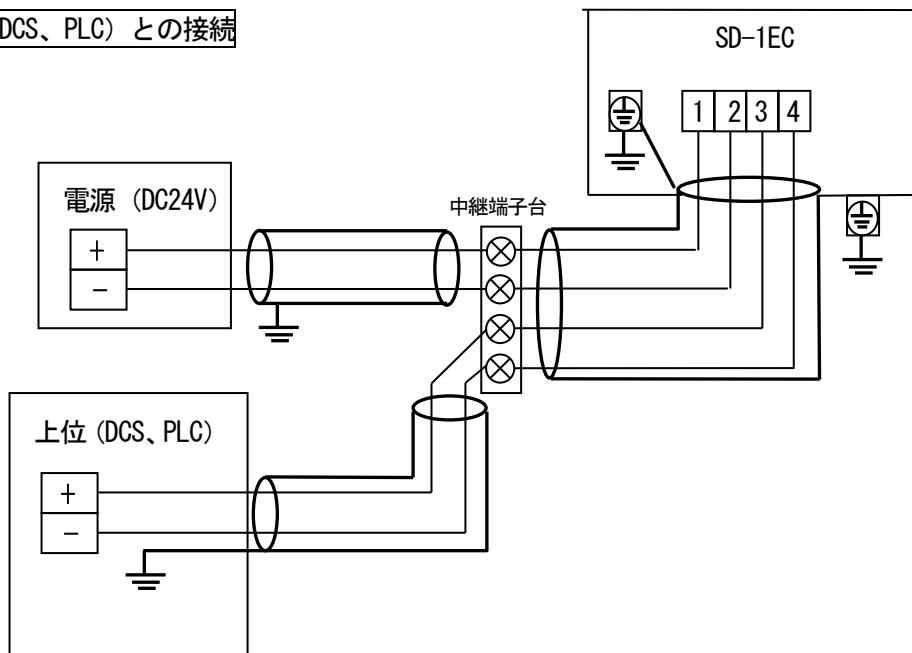 DCS、PLC）との接続
SD-1EC
1 2 3 4
電源（DC24V）
+
−
中継端子台
上位（DCS、PLC）
+
−